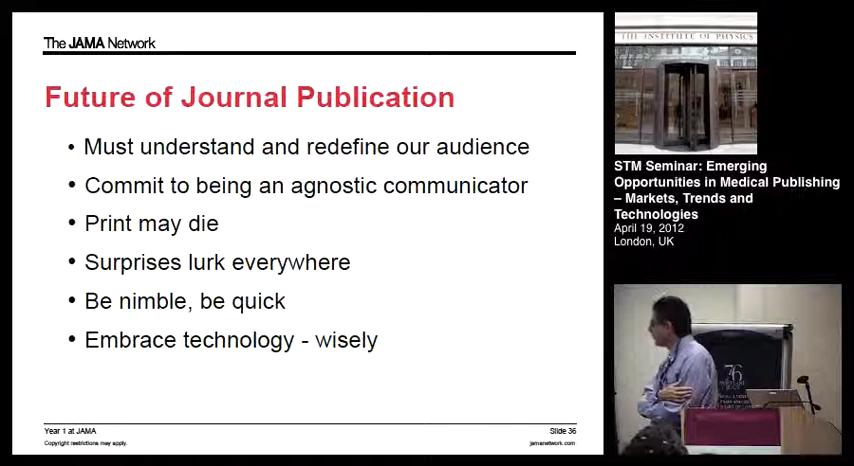 The JAMA Network
Future of Journal Publication
• Must understand and redefine our audience
• Commit to being an agnostic communicator
• Print may die
• Surprises lurk everywhere
• Be nimble, be quick
• Embrace technology - wisely
Year 1 at JAMA
Slide 36
Copyright restrictions may apply.
jamanetwork.com
THE INSTITUTE OF PHYSICS
STM Seminar: Emerging
Opportunities in Medical Publishing
– Markets, Trends and
Technologies
April 19, 2012
London, UK
76